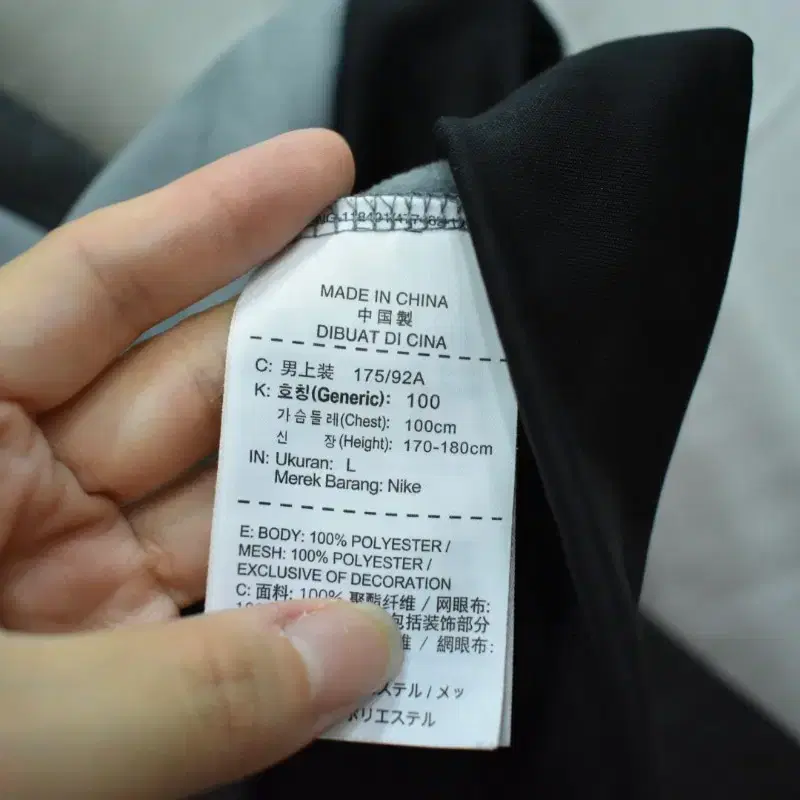 MADE IN CHINA
中国製
DIBUAT DI CINA
C: 男上装 175/92A
K: 호칭(Generic): 100
가슴둘레(Chest): 100cm
신 장(Height): 170-180cm
IN: Ukuran: L
Merek Barang: Nike
E: BODY: 100% POLYESTER /
MESH: 100% POLYESTER /
EXCLUSIVE OF DECORATION
C: 面料: 100% 聚酯纤维 / 网眼布:
包括装饰部分
維 / 網眼布:
ステル / メッ
ポリエステル